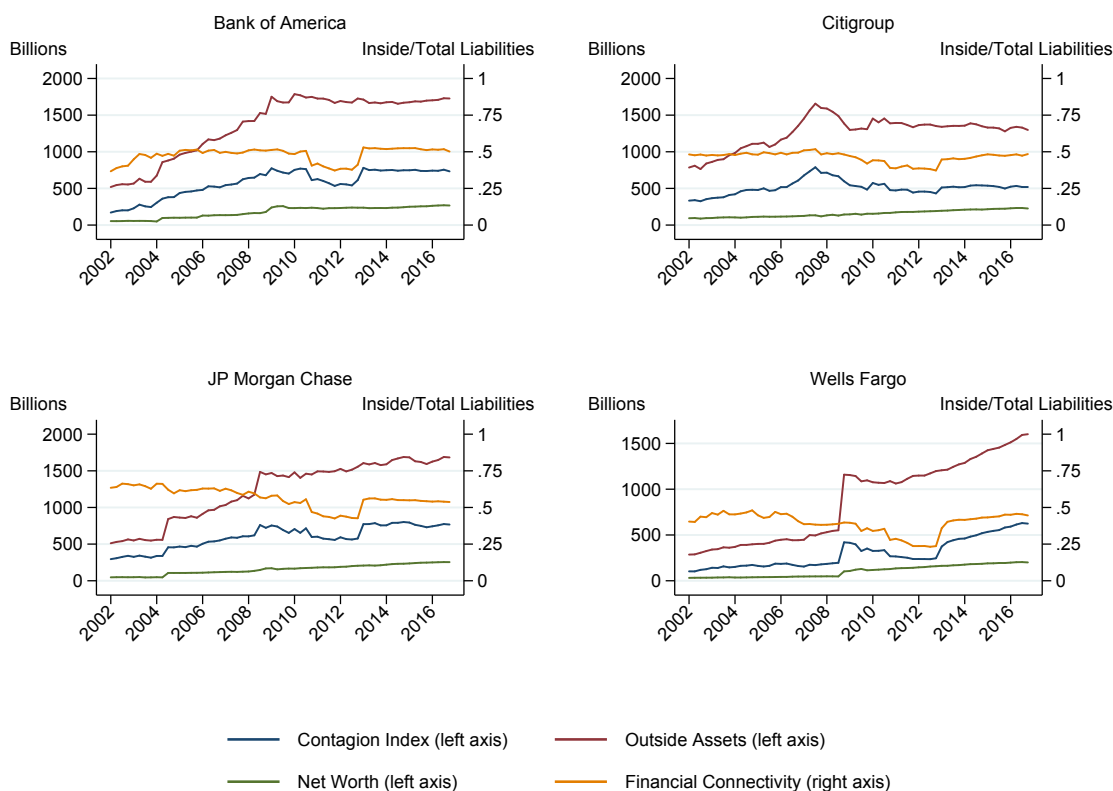 Bank of America
Billions Inside/Total Liabilities
2000 1
1500 .75
1000 .5
500 .25
0 0
2002 2004 2006 2008 2010 2012 2014 2016
Citigroup
Billions Inside/Total Liabilities
2000 1
1500 .75
1000 .5
500 .25
0 0
2002 2004 2006 2008 2010 2012 2014 2016
JP Morgan Chase
Billions Inside/Total Liabilities
2000 1
1500 .75
1000 .5
500 .25
0 0
2002 2004 2006 2008 2010 2012 2014 2016
Wells Fargo
Billions Inside/Total Liabilities
1
1500
.75
1000
.5
500
.25
0 0
2002 2004 2006 2008 2010 2012 2014 2016
Contagion Index (left axis) Outside Assets (left axis)
Net Worth (left axis) Financial Connectivity (right axis)